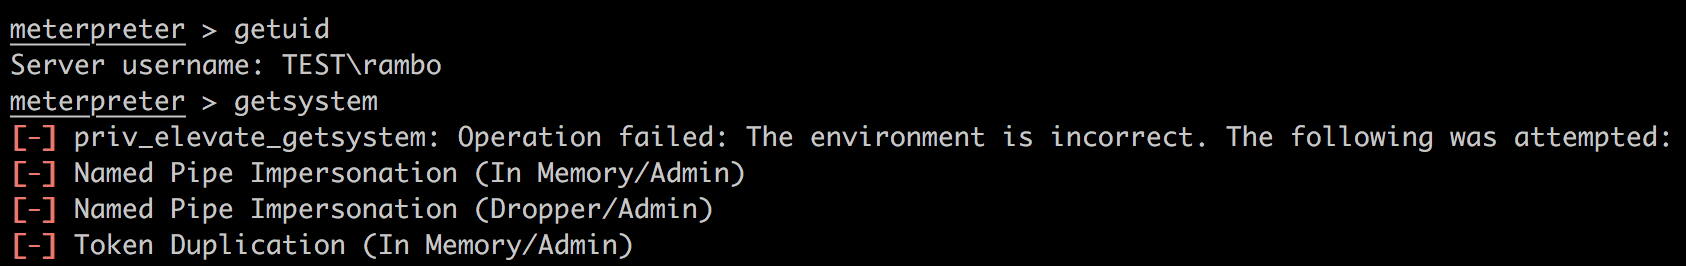 meterpreter > getuid
Server username: TEST\rambo
meterpreter > getsystem
[-] priv_elevate_getsystem: Operation failed: The environment is incorrect. The following was attempted:
[-] Named Pipe Impersonation (In Memory/Admin)
[-] Named Pipe Impersonation (Dropper/Admin)
[-] Token Duplication (In Memory/Admin)